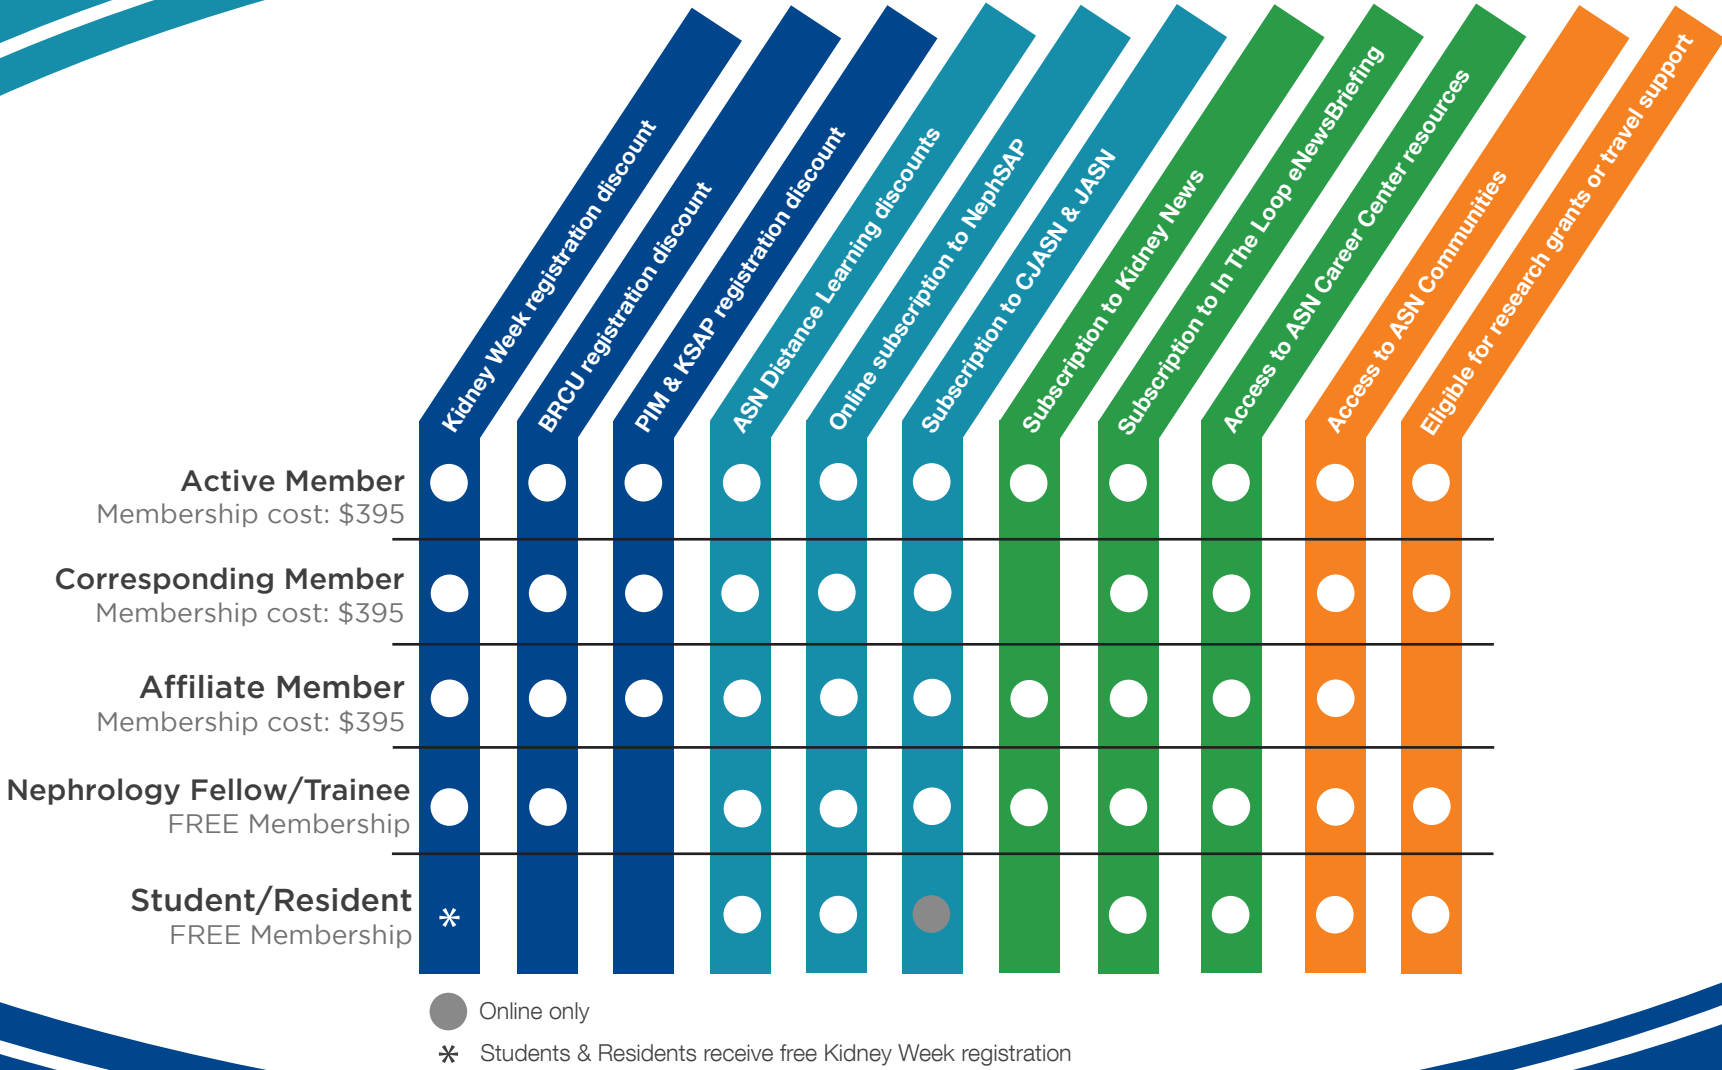 Kidney Week registration discount
BRCU registration discount
PIM & KSAP registration discount
ASN Distance Learning discounts
Online subscription to NephSAP
Subscription to CJASN & JASN
Subscription to Kidney News
Subscription to In The Loop eNewsBriefing
Access to ASN Career Center resources
Access to ASN Communities
Eligible for research grants or travel support
Active Member
Membership cost: $395
Corresponding Member
Membership cost: $395
Affiliate Member
Membership cost: $395
Nephrology Fellow/Trainee
FREE Membership
Student/Resident
FREE Membership
*
Online only
* Students & Residents receive free Kidney Week registration